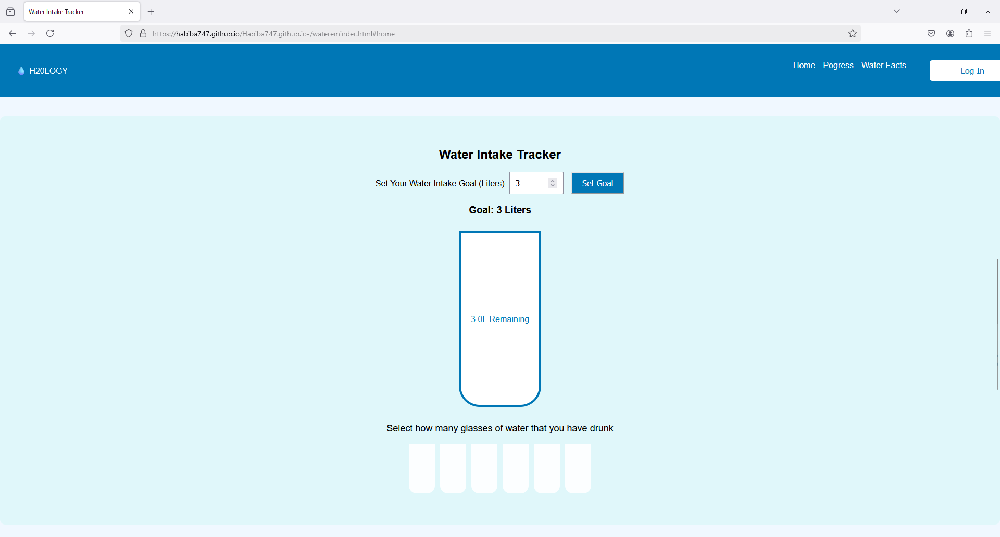 Water Intake Tracker
https://habiba747.github.io/Habiba747.github.io-/watereminder.html#home
H20LOGY
Home Pogress Water Facts
Log In
Water Intake Tracker
Set Your Water Intake Goal (Liters): 3 Set Goal
Goal: 3 Liters
3.0L Remaining
Select how many glasses of water that you have drunk